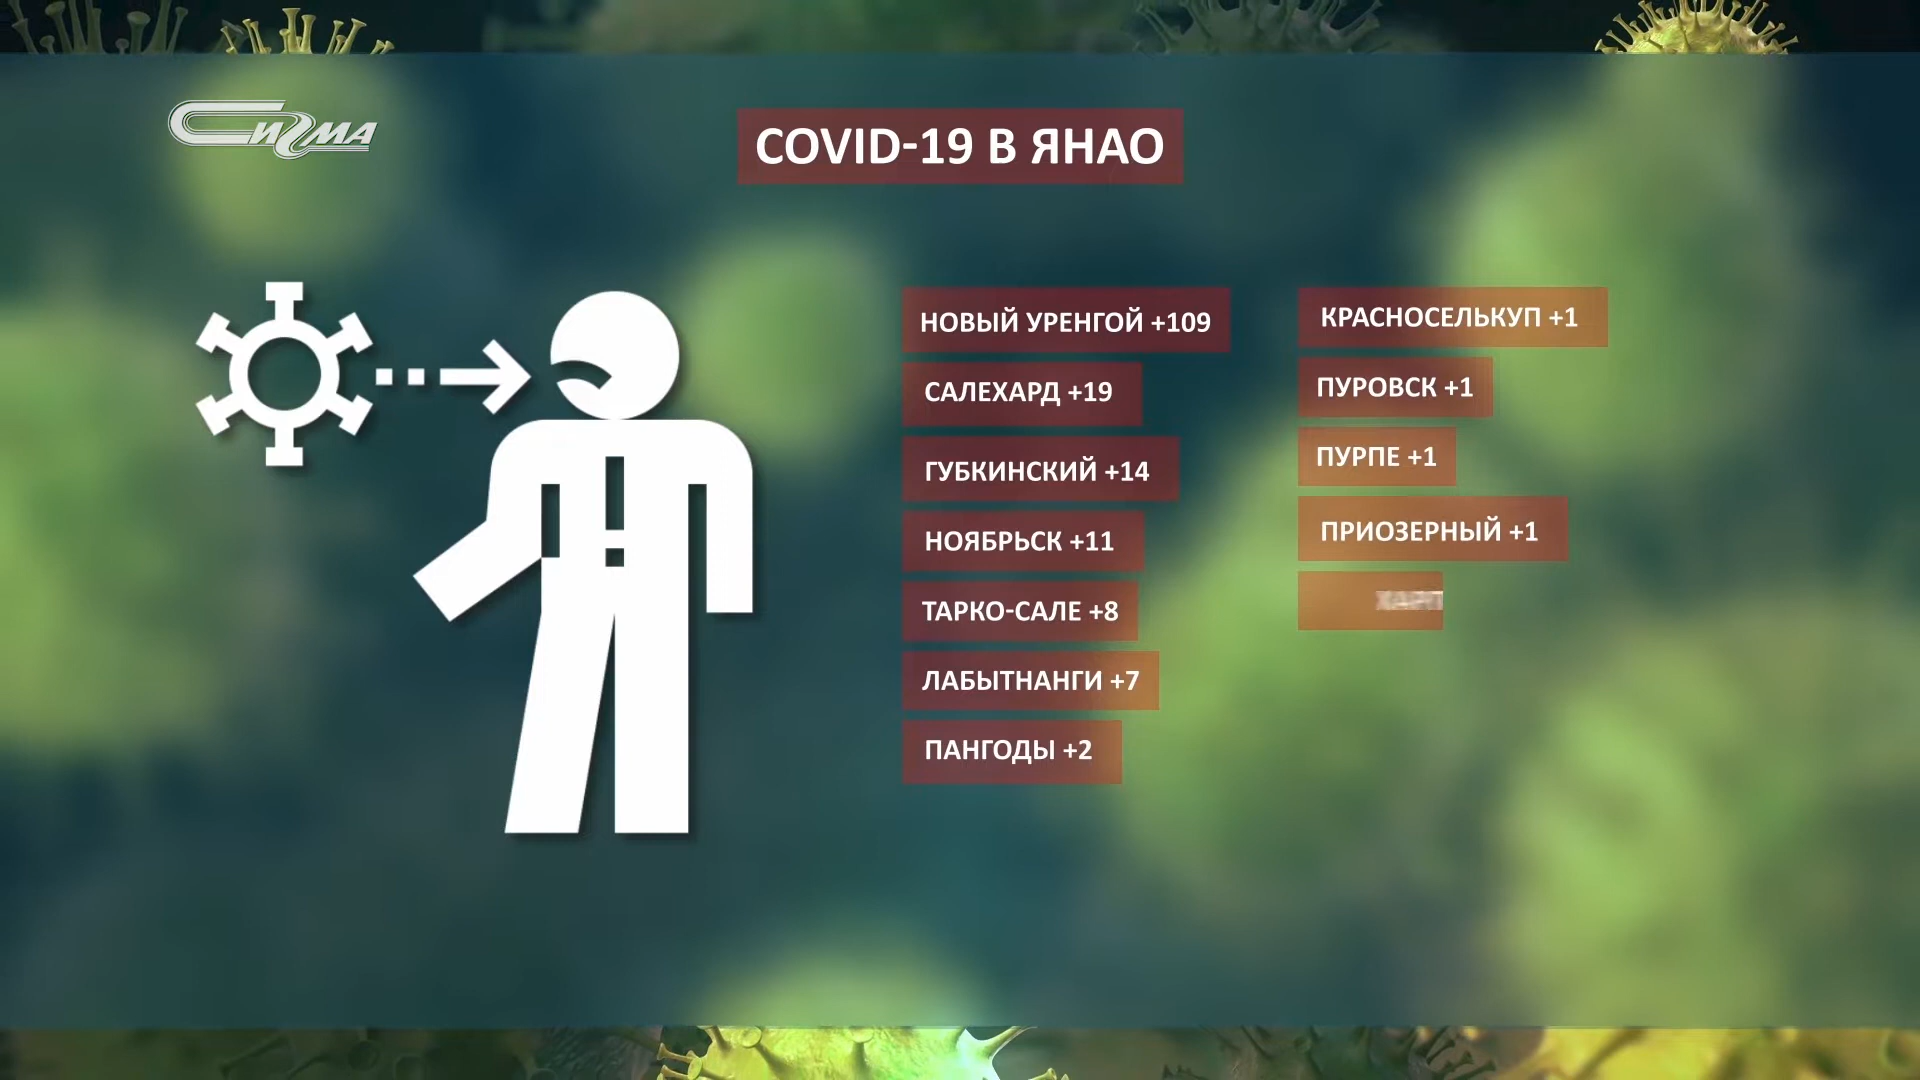 СИГМА
COVID-19 В ЯНАО
НОВЫЙ УРЕНГОЙ +109
САЛЕХАРД +19
ГУБКИНСКИЙ +14
НОЯБРЬСК +11
ТАРКО-САЛЕ +8
ЛАБЫТНАНГИ +7
ПАНГОДЫ +2
КРАСНОСЕЛЬКУП +1
ПУРОВСК +1
ПУРПЕ +1
ПРИОЗЕРНЫЙ +1